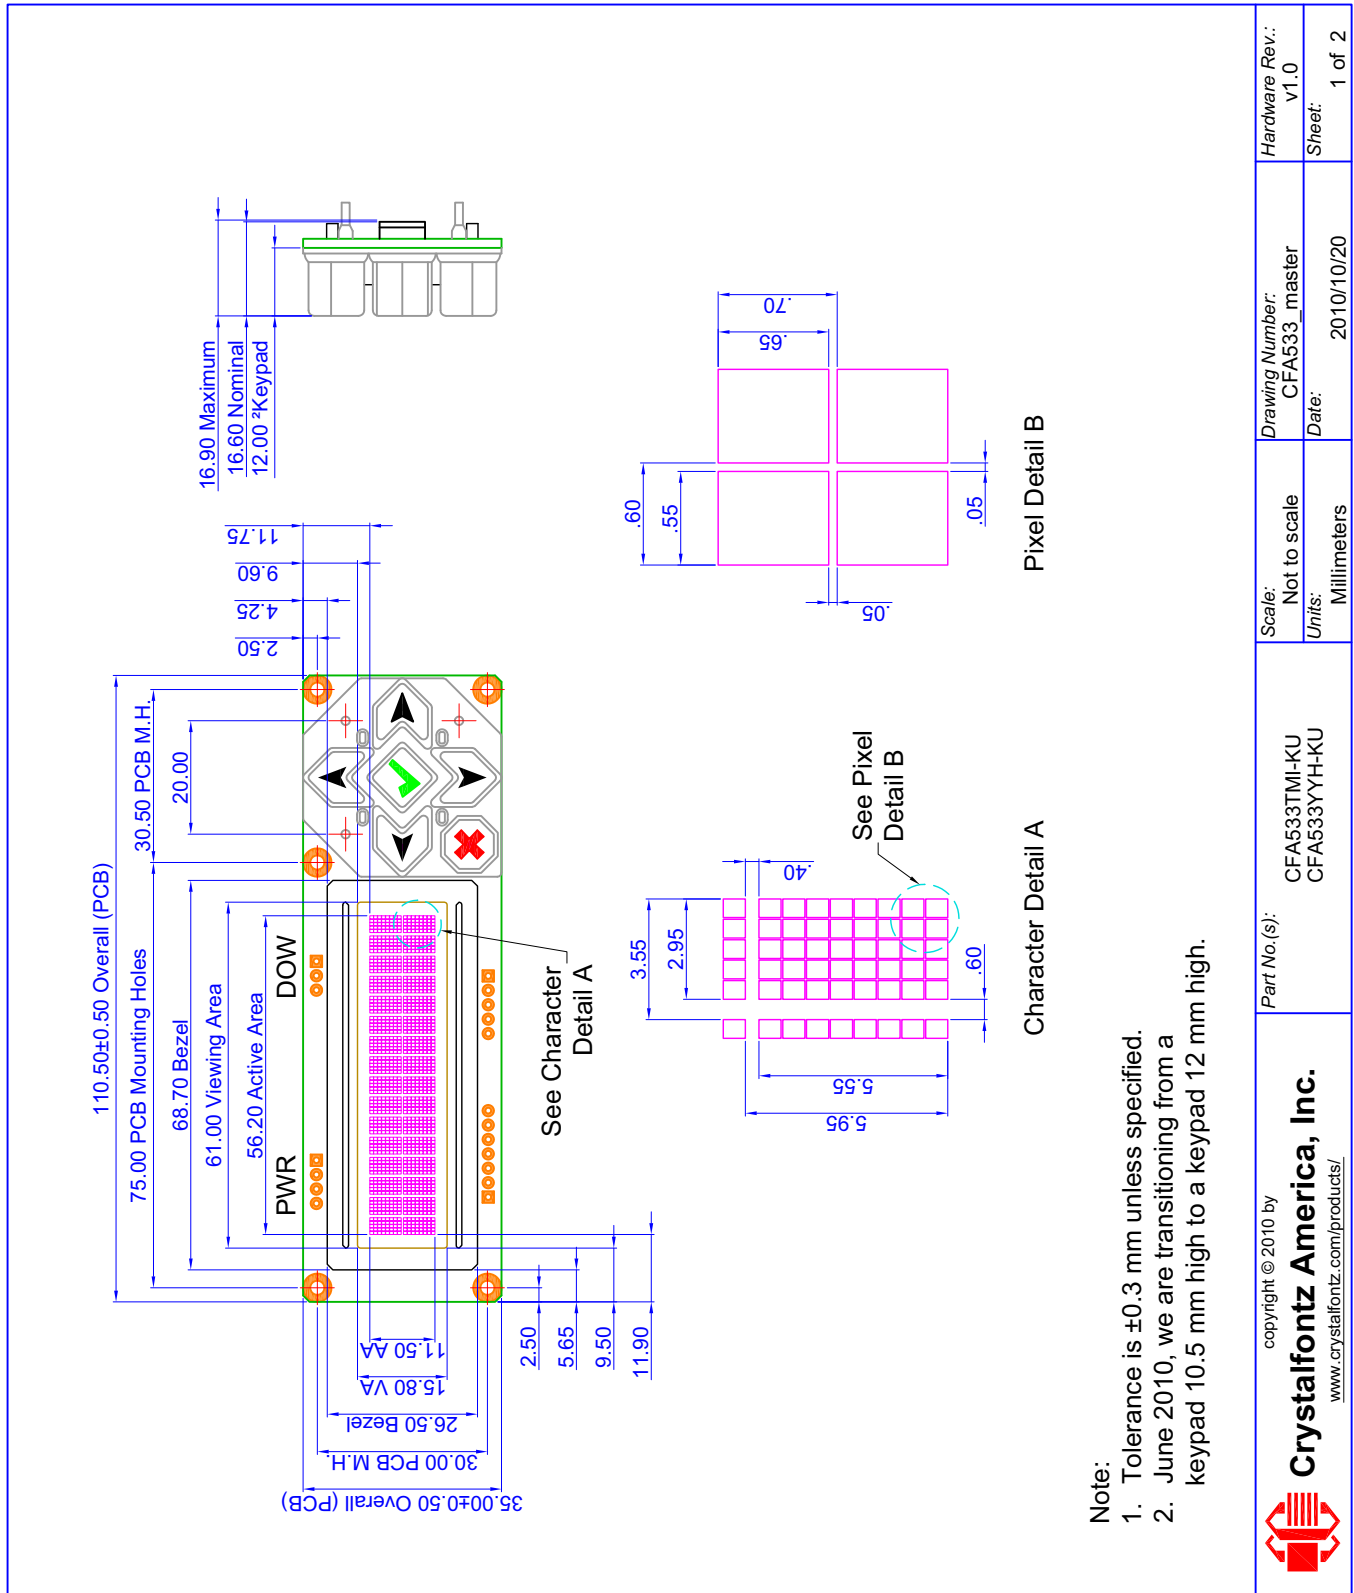 110.50±0.50 Overall (PCB)
75.00 PCB Mounting Holes
30.50 PCB M.H.
68.70 Bezel
20.00
61.00 Viewing Area
56.20 Active Area
PWR
DOW
35.00±0.50 Overall (PCB)
30.00 PCB M.H.
26.50 Bezel
15.80 VA
11.50 AA
2.50
4.25
9.60
11.75
2.50
5.65
9.50
11.90
16.90 Maximum
16.60 Nominal
12.00 ²Keypad
See Character
Detail A
3.55
2.95
.40
5.95
5.55
.60
See Pixel
Detail B
Character Detail A
.60
.55
.70
.65
.05
.05
Pixel Detail B
Note:
1. Tolerance is ±0.3 mm unless specified.
2. June 2010, we are transitioning from a
keypad 10.5 mm high to a keypad 12 mm high.
copyright © 2010 by
Crystalfontz America, Inc.
www.crystalfontz.com/products/
Part No.(s):
CFA533TMI-KU
CFA533YYH-KU
Scale:
Not to scale
Units:
Millimeters
Drawing Number:
CFA533_master
Date:
2010/10/20
Hardware Rev.:
v1.0
Sheet:
1 of 2